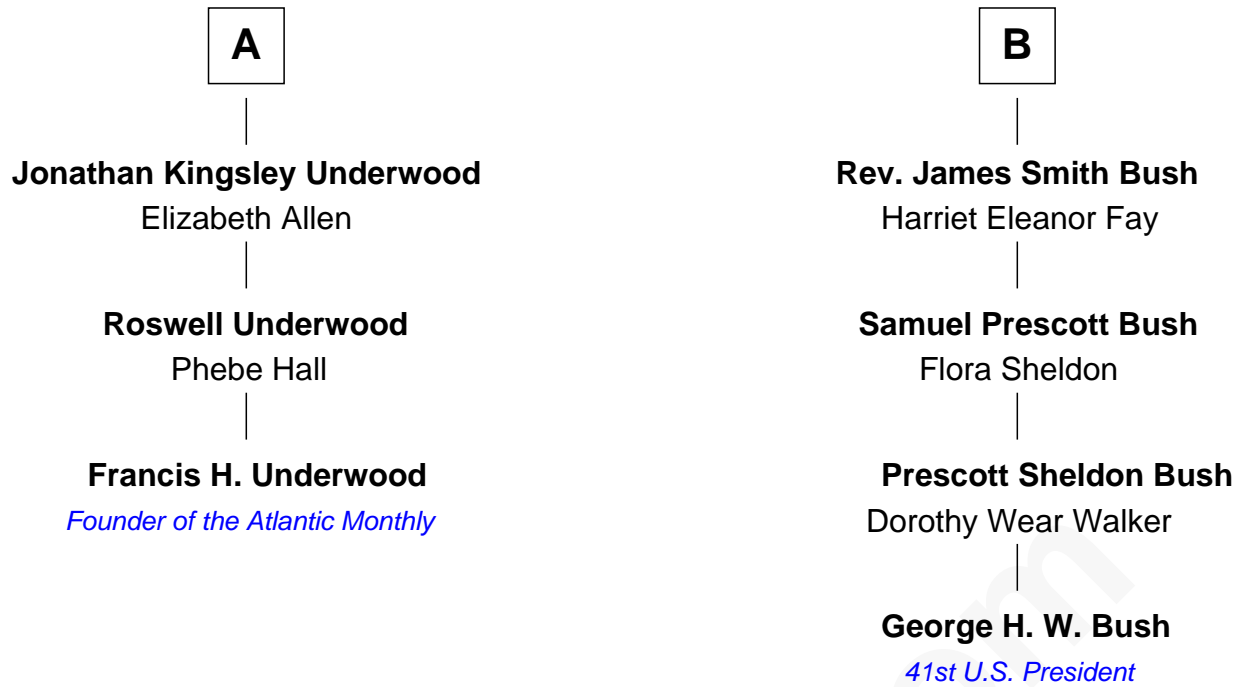 A
Jonathan Kingsley Underwood
Elizabeth Allen
Roswell Underwood
Phebe Hall
Francis H. Underwood
Founder of the Atlantic Monthly
B
Rev. James Smith Bush
Harriet Eleanor Fay
Samuel Prescott Bush
Flora Sheldon
Prescott Sheldon Bush
Dorothy Wear Walker
George H. W. Bush
41st U.S. President